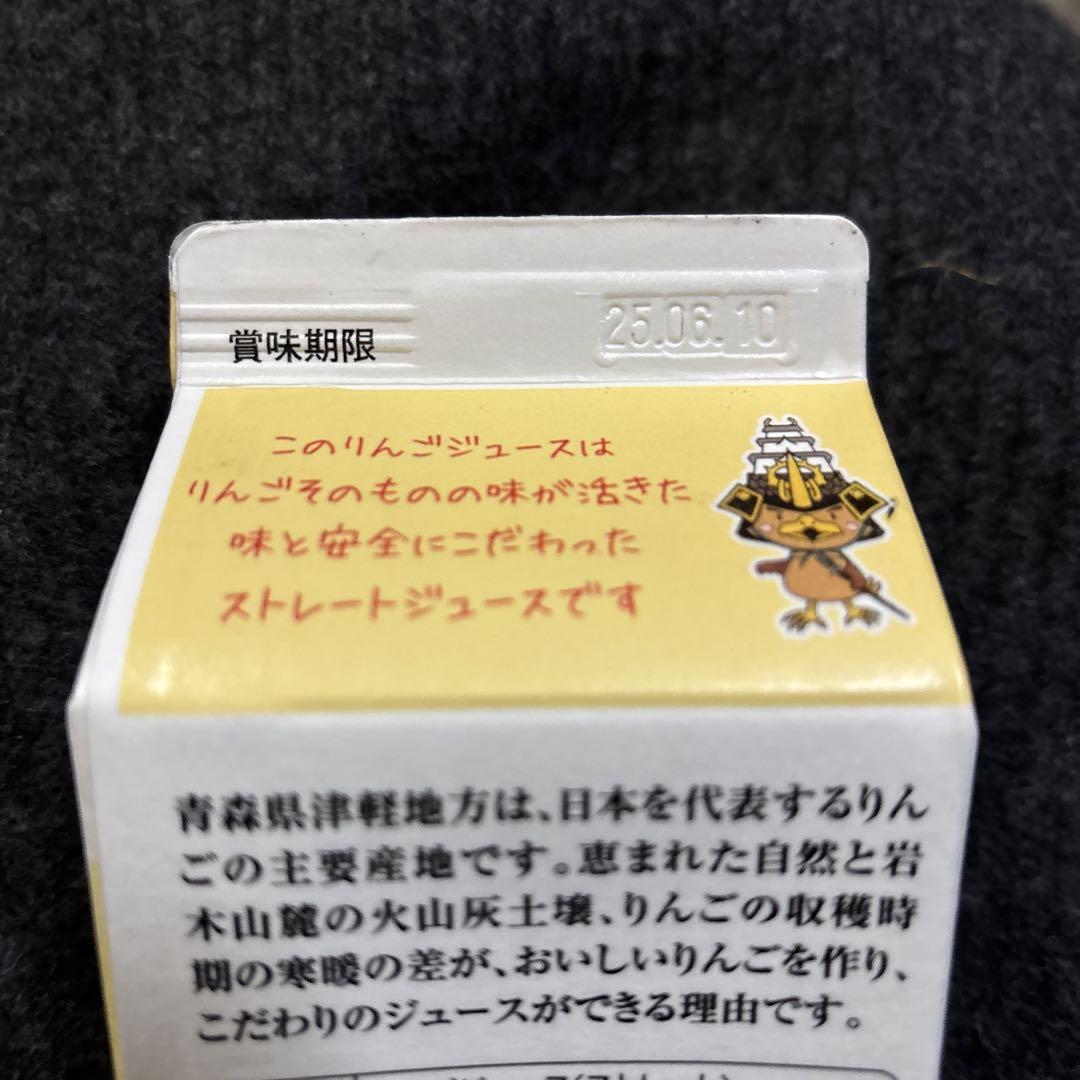 賞味期限
25.06.10
このりんごジュースは
りんごそのものの味が活きた
味と安全にこだわった
ストレートジュースです
青森県津軽地方は、日本を代表するりん
ごの主要産地です。恵まれた自然と岩
木山麓の火山灰土壌、りんごの収穫時
期の寒暖の差が、おいしいりんごを作り、
こだわりのジュースができる理由です。